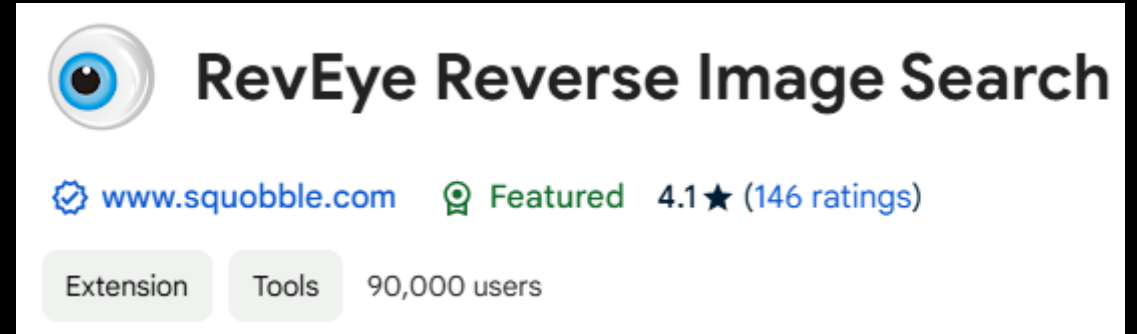 RevEye Reverse Image Search
www.squobble.com Featured 4.1★ (146 ratings)
Extension Tools 90,000 users